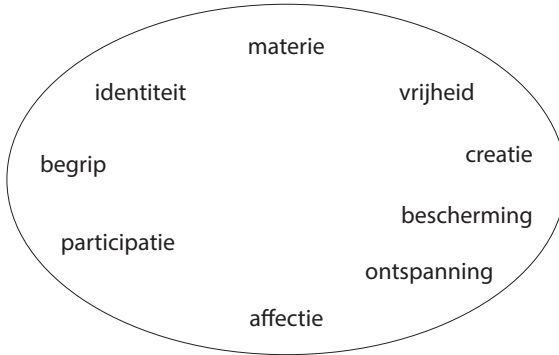 materie
identiteit
vrijheid
creatie
begrip
bescherming
participatie
ontspanning
affectie